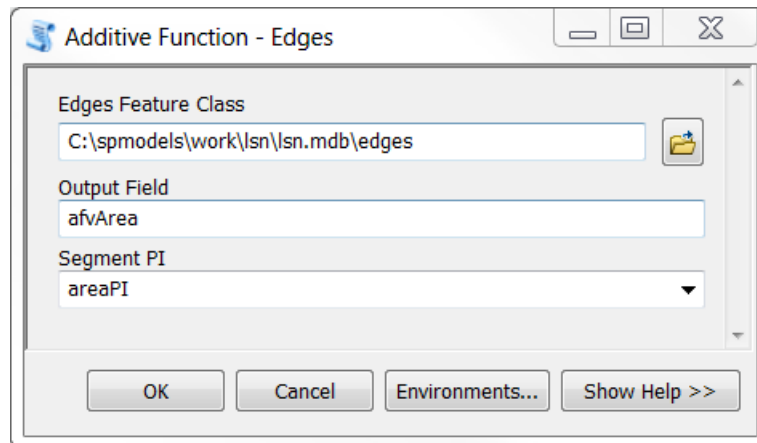 Additive Function - Edges
Edges Feature Class
C:\spmodels\work\lsn\lsn.mdb\edges
Output Field
afvArea
Segment PI
areaPI
OK Cancel Environments... Show Help >>